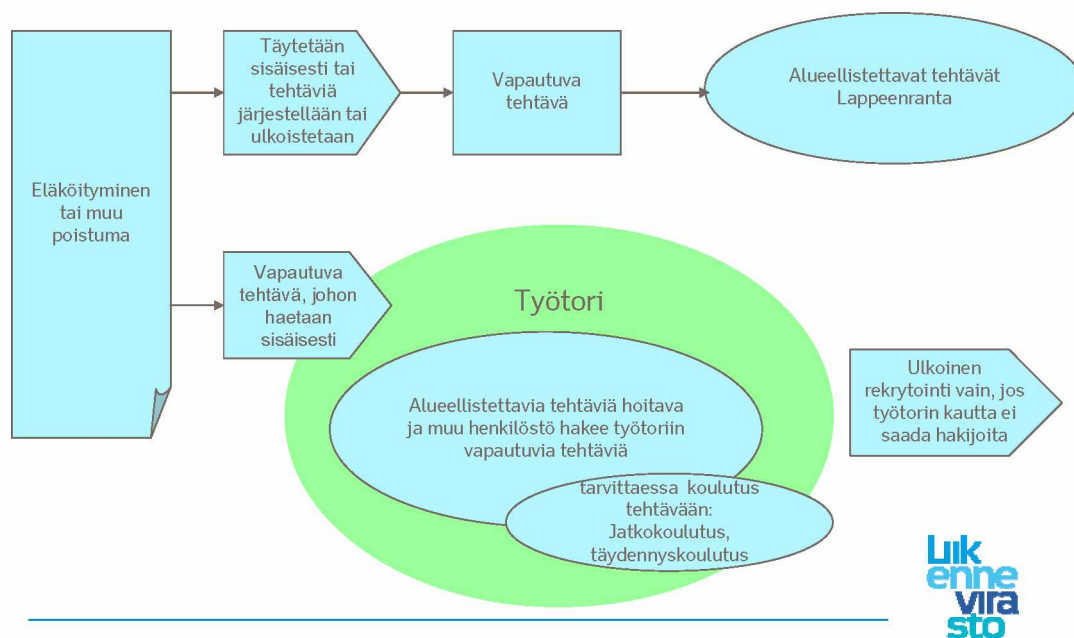 Eläköityminen
tai muu
poistuma
Täytetään
sisäisesti tai
tehtäviä
järjestellään tai
ulkoistetaan
Vapautuva
tehtävä
Alueellistettavat tehtävät
Lappeenranta
Vapautuva
tehtävä, johon
haetaan
sisäisesti
Työtori
Alueellistettavia tehtäviä hoitava
ja muu henkilöstö hakee työtoriin
vapautuvia tehtäviä
tarvittaessa koulutus
tehtävään:
Jatkokoulutus,
täydennyskoulutus
Ulkoinen
rekrytointi vain, jos
työtorin kautta ei
saada hakijoita
Liik
enne
vira
sto